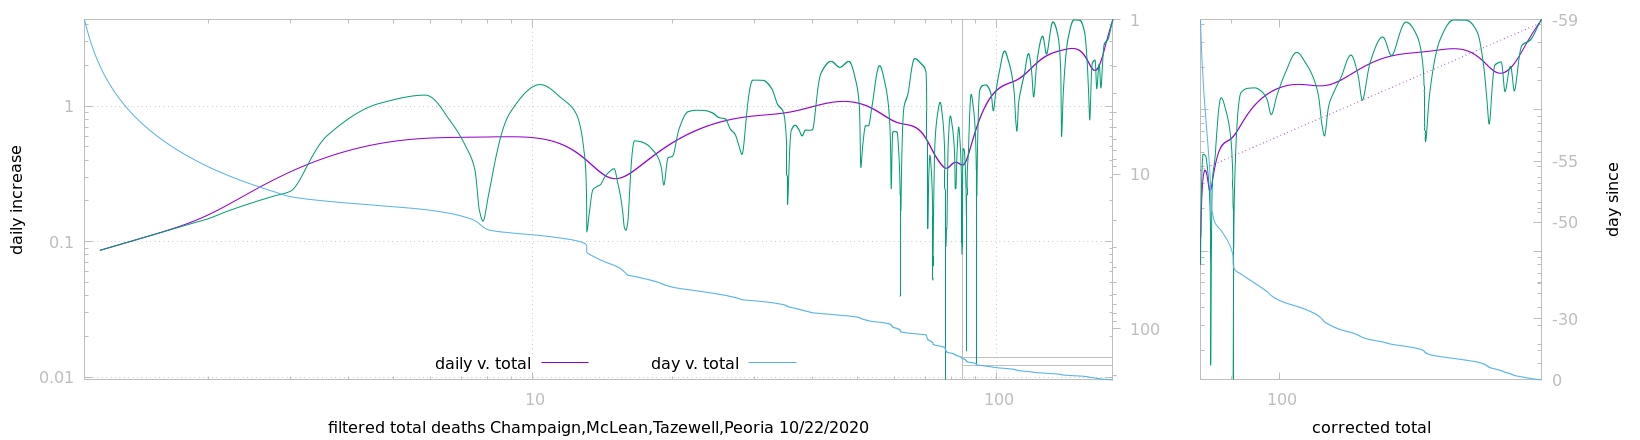 daily increase
1
0.1
0.01
10
100
1
10
100
daily v. total
day v. total
filtered total deaths Champaign,McLean,Tazewell,Peoria 10/22/2020
-59
-55
-50
-30
0
day since
100
corrected total